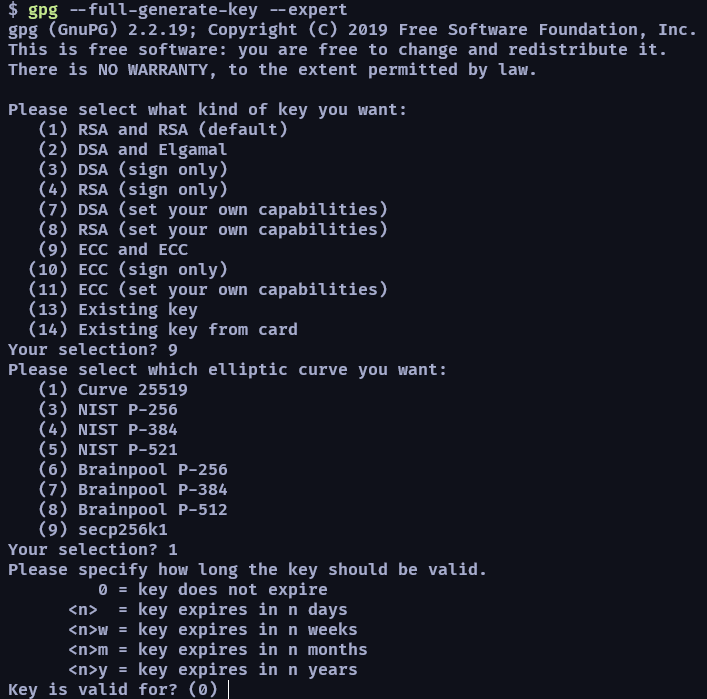 $ gpg --full-generate-key --expert
gpg (GnuPG) 2.2.19; Copyright (C) 2019 Free Software Foundation, Inc.
This is free software: you are free to change and redistribute it.
There is NO WARRANTY, to the extent permitted by law.

Please select what kind of key you want:
   (1) RSA and RSA (default)
   (2) DSA and Elgamal
   (3) DSA (sign only)
   (4) RSA (sign only)
   (7) DSA (set your own capabilities)
   (8) RSA (set your own capabilities)
   (9) ECC and ECC
  (10) ECC (sign only)
  (11) ECC (set your own capabilities)
  (13) Existing key
  (14) Existing key from card
Your selection? 9
Please select which elliptic curve you want:
   (1) Curve 25519
   (3) NIST P-256
   (4) NIST P-384
   (5) NIST P-521
   (6) Brainpool P-256
   (7) Brainpool P-384
   (8) Brainpool P-512
   (9) secp256k1
Your selection? 1
Please specify how long the key should be valid.
         0 = key does not expire
      <n>  = key expires in n days
      <n>w = key expires in n weeks
      <n>m = key expires in n months
      <n>y = key expires in n years
Key is valid for? (0)